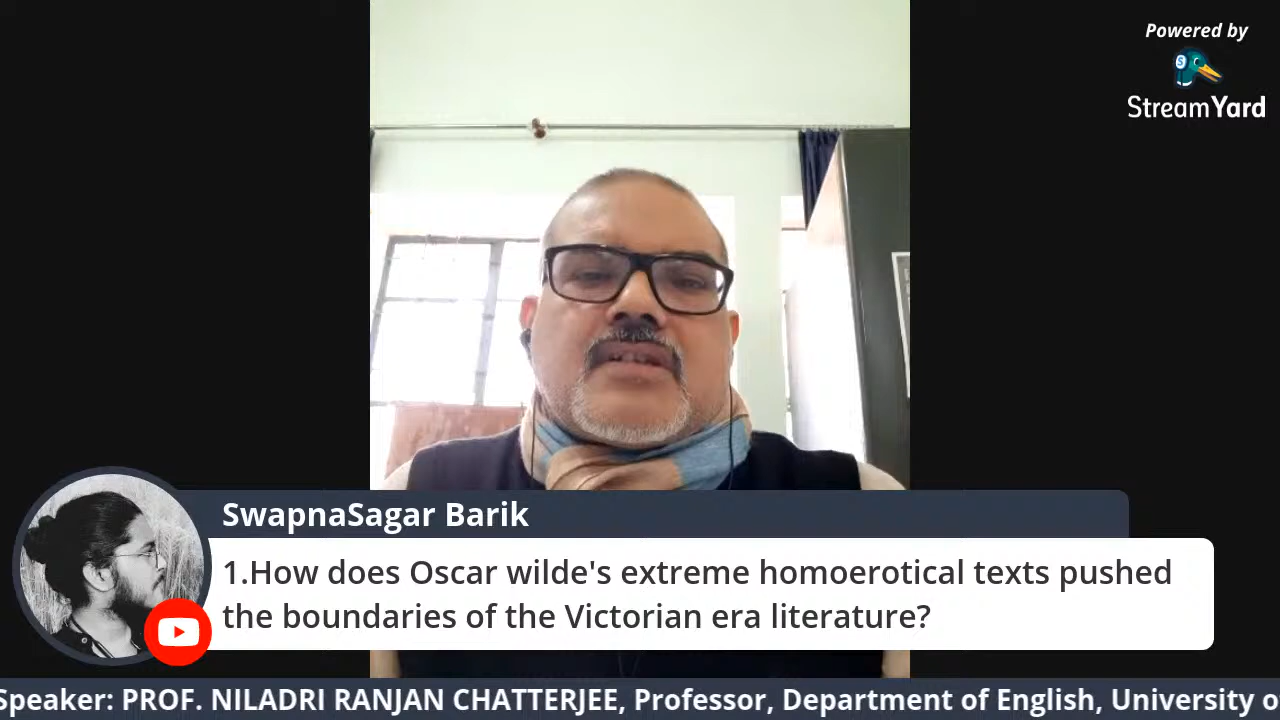 Powered by
StreamYard
SwapnaSagar Barik
1.How does Oscar wilde's extreme homoerotical texts pushed
the boundaries of the Victorian era literature?
Speaker: PROF. NILADRI RANJAN CHATTERJEE, Professor, Department of English, University o